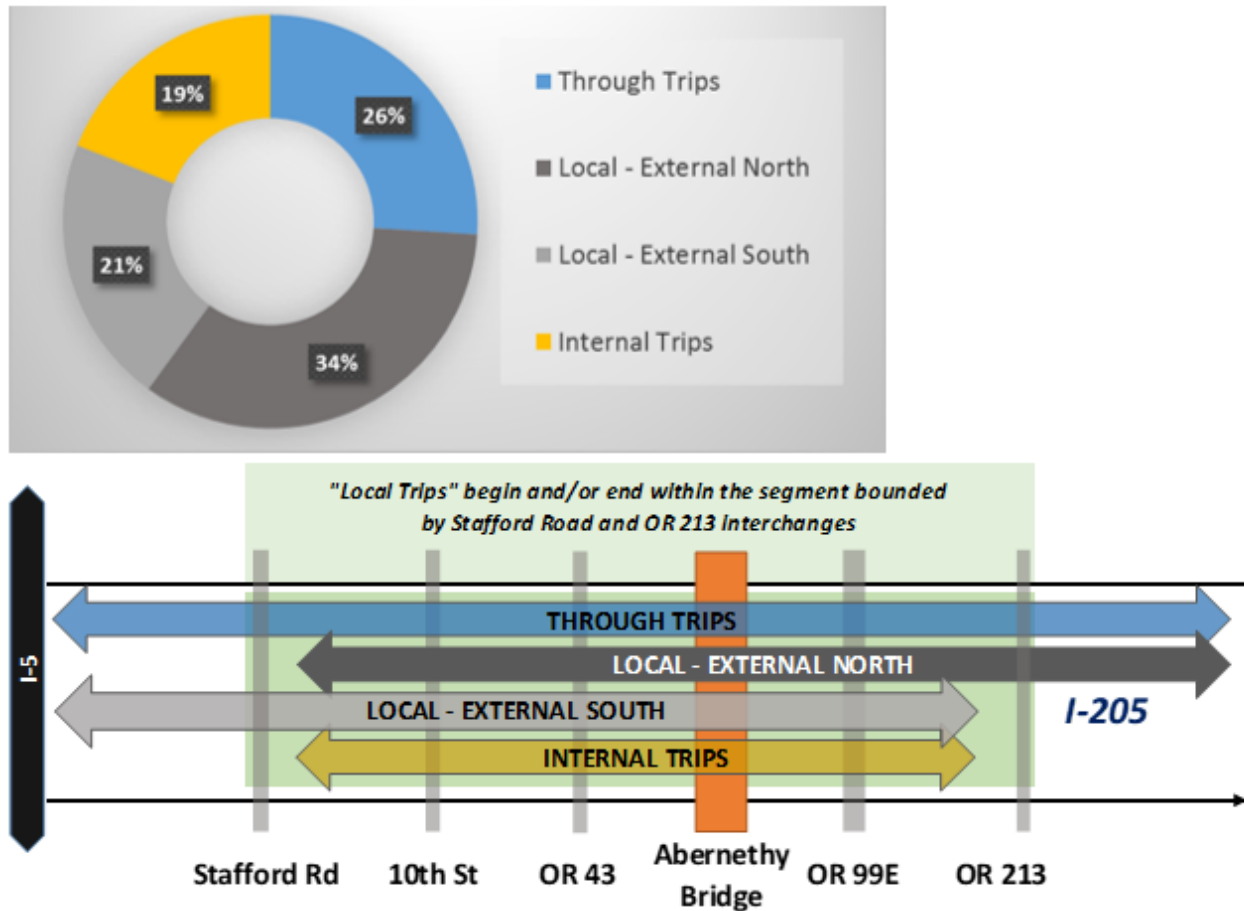 19%
26%
21%
34%
Through Trips
Local - External North
Local - External South
Internal Trips
"Local Trips" begin and/or end within the segment bounded
by Stafford Road and OR 213 interchanges
I-5
THROUGH TRIPS
LOCAL - EXTERNAL NORTH
LOCAL - EXTERNAL SOUTH
I-205
INTERNAL TRIPS
Stafford Rd
10th St
OR 43
Abernethy
Bridge
OR 99E
OR 213